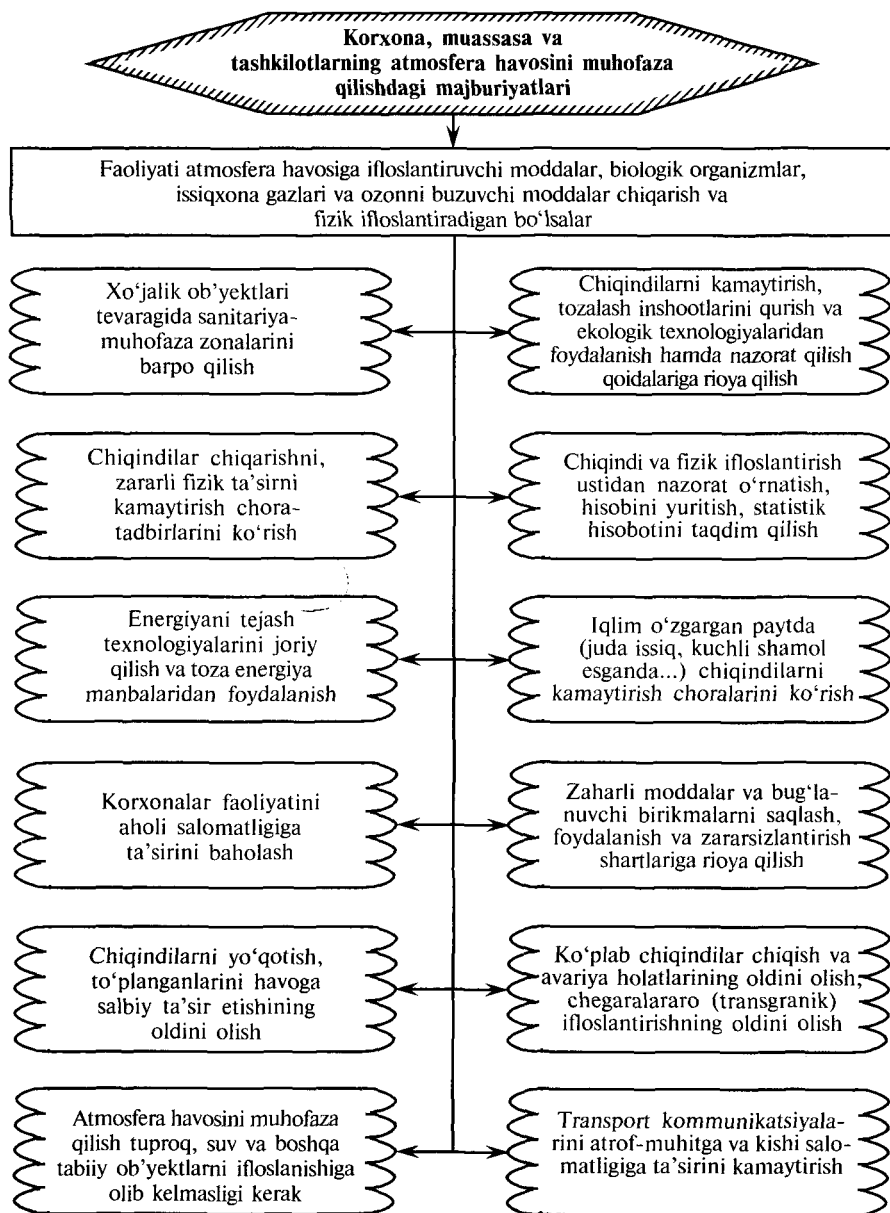 Korxona, muassasa va
tashkilotlarning atmosfera havosini muhofaza
qilishdagi majburiyatlari
Faoliyati atmosfera havosiga ifloslantiruvchi moddalar, biologik organizmlar,
issiqxona gazlari va ozonni buzuvchi moddalar chiqarish va
fizik ifloslantiradigan bo‘lsalar
Xo‘jalik ob’yektlari
tevaragida sanitariya-
muhofaza zonalarini
barpo qilish
Chiqindilarni kamaytirish,
tozalash inshootlarini qurish va
ekologik texnologiyalaridan
foydalanish hamda nazorat qilish
qoidalariga rioya qilish
Chiqindilar chiqarishni,
zararli fizik ta’sirni
kamaytirish chora-
tadbirlarini ko‘rish
Chiqindi va fizik ifloslantirish
ustidan nazorat o‘rnatish,
hisobini yuritish, statistik
hisobotini taqdim qilish
Energiyani tejash
texnologiyalarini joriy
qilish va toza energiya
manbalaridan foydalanish
Iqlim o‘zgargan paytda
(juda issiq, kuchli shamol
esganda...) chiqindilarni
kamaytirish choralarini ko‘rish
Korxonalar faoliyatini
aholi salomatligiga
ta’sirini baholash
Zaharli moddalar va bug‘la-
nuvchi birikmalarni saqlash,
foydalanish va zararsizlantirish
shartlariga rioya qilish
Chiqindilarni yo‘qotish,
to‘planganlarini havoga
salbiy ta’sir etishining
oldini olish
Ko‘plab chiqindilar chiqish va
avariya holatlarining oldini olish,
chegaralararo (transgranik)
ifloslantirishning oldini olish
Atmosfera havosini muhofaza
qilish tuproq, suv va boshqa
tabiiy ob’yektlarni ifloslanishiga
olib kelmasligi kerak
Transport kommunikatsiyala-
rini atrof-muhitga va kishi salo-
matligiga ta’sirini kamaytirish